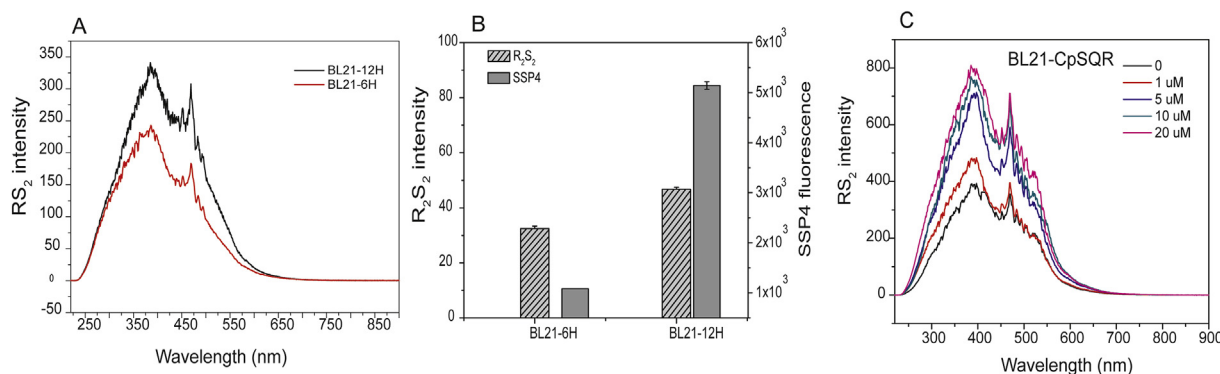 A
RS₂ intensity
350
300
250
200
150
100
50
0
-50
BL21-12H
BL21-6H
250
350
450
550
650
750
850
Wavelength (nm)
B
R₂S₂ intensity
100
80
60
40
20
0
R₂S₂
SSP4
BL21-6H
BL21-12H
6x10³
5x10³
4x10³
3x10³
2x10³
1x10³
SSP4 fluorescence
C
BL21-CpSQR
RS₂ intensity
800
600
400
200
0
0
1 uM
5 uM
10 uM
20 uM
300
400
500
600
700
800
900
Wavelength (nm)